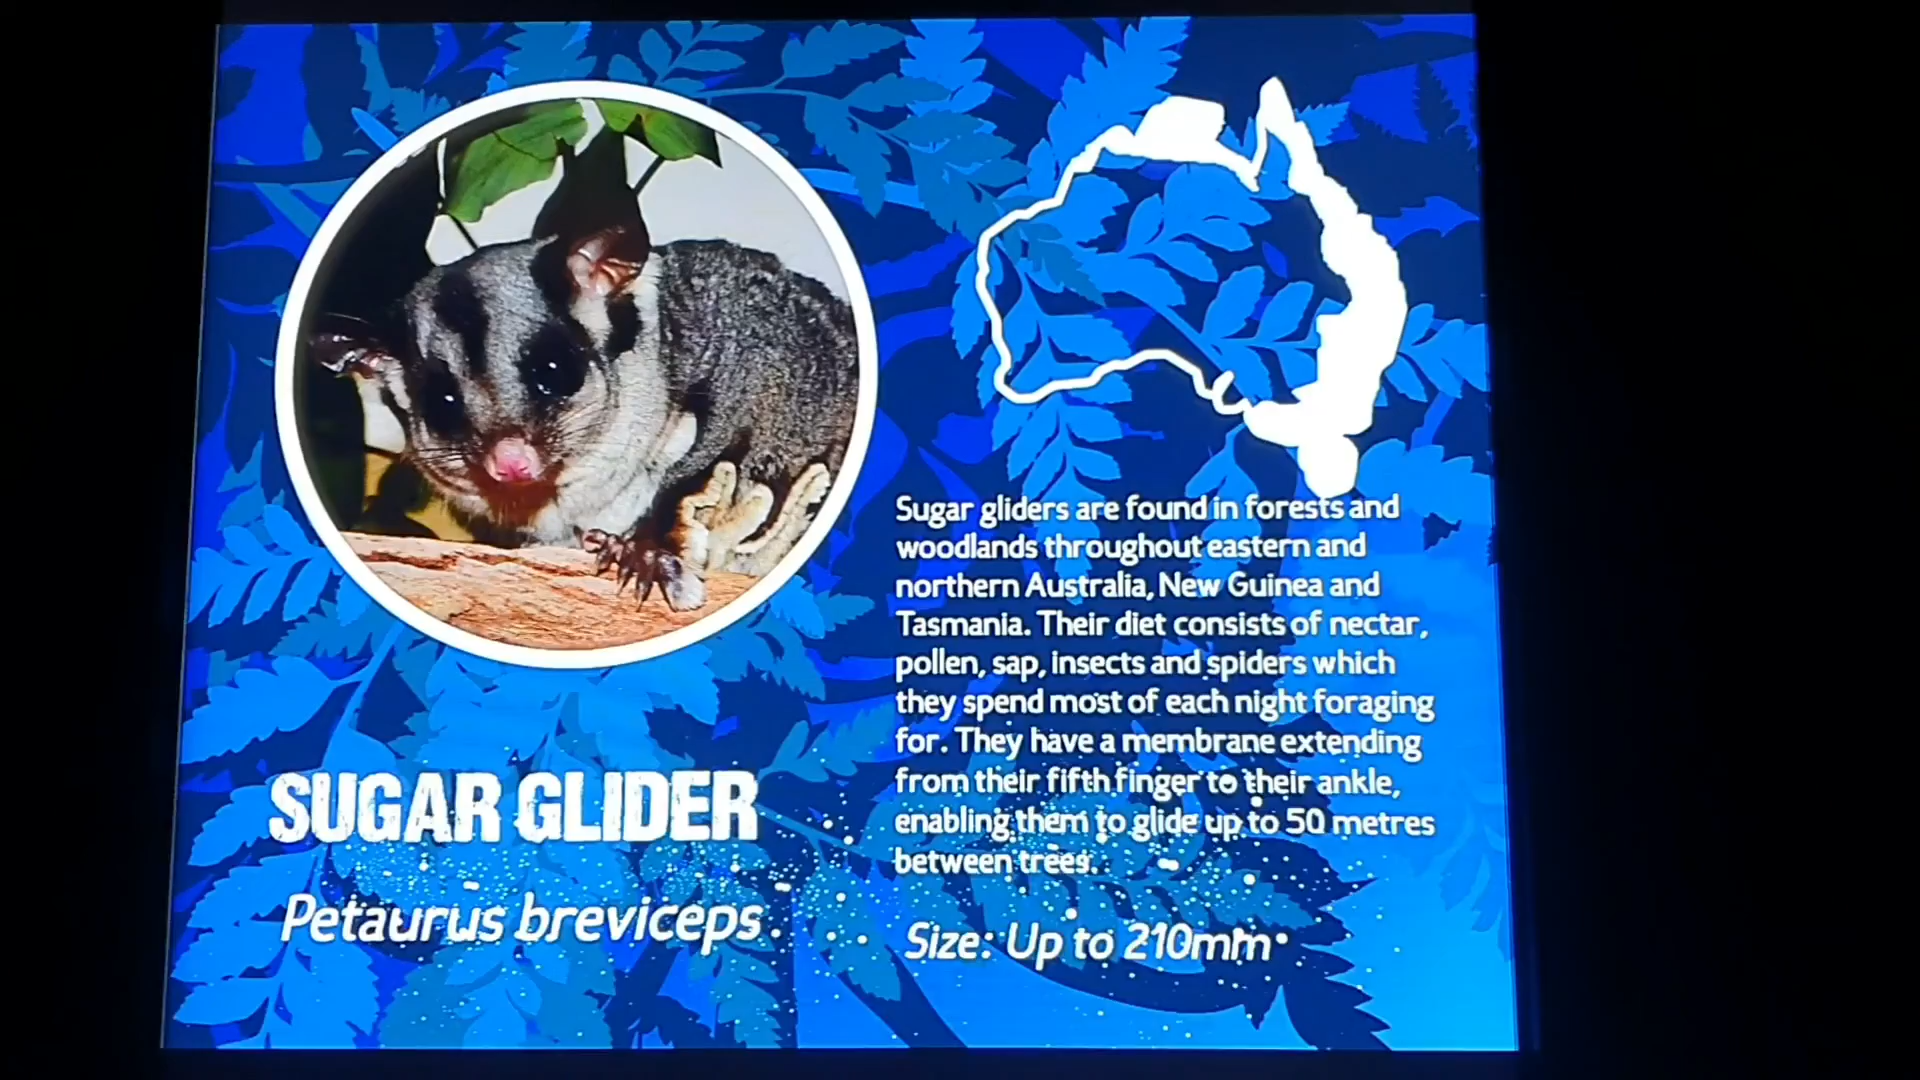 SUGAR GLIDER
Petaurus breviceps
Sugar gliders are found in forests and
woodlands throughout eastern and
northern Australia, New Guinea and
Tasmania. Their diet consists of nectar,
pollen, sap, insects and spiders which
they spend most of each night foraging
for. They have a membrane extending
from their fifth finger to their ankle,
enabling them to glide up to 50 metres
between trees.
Size: Up to 210mm